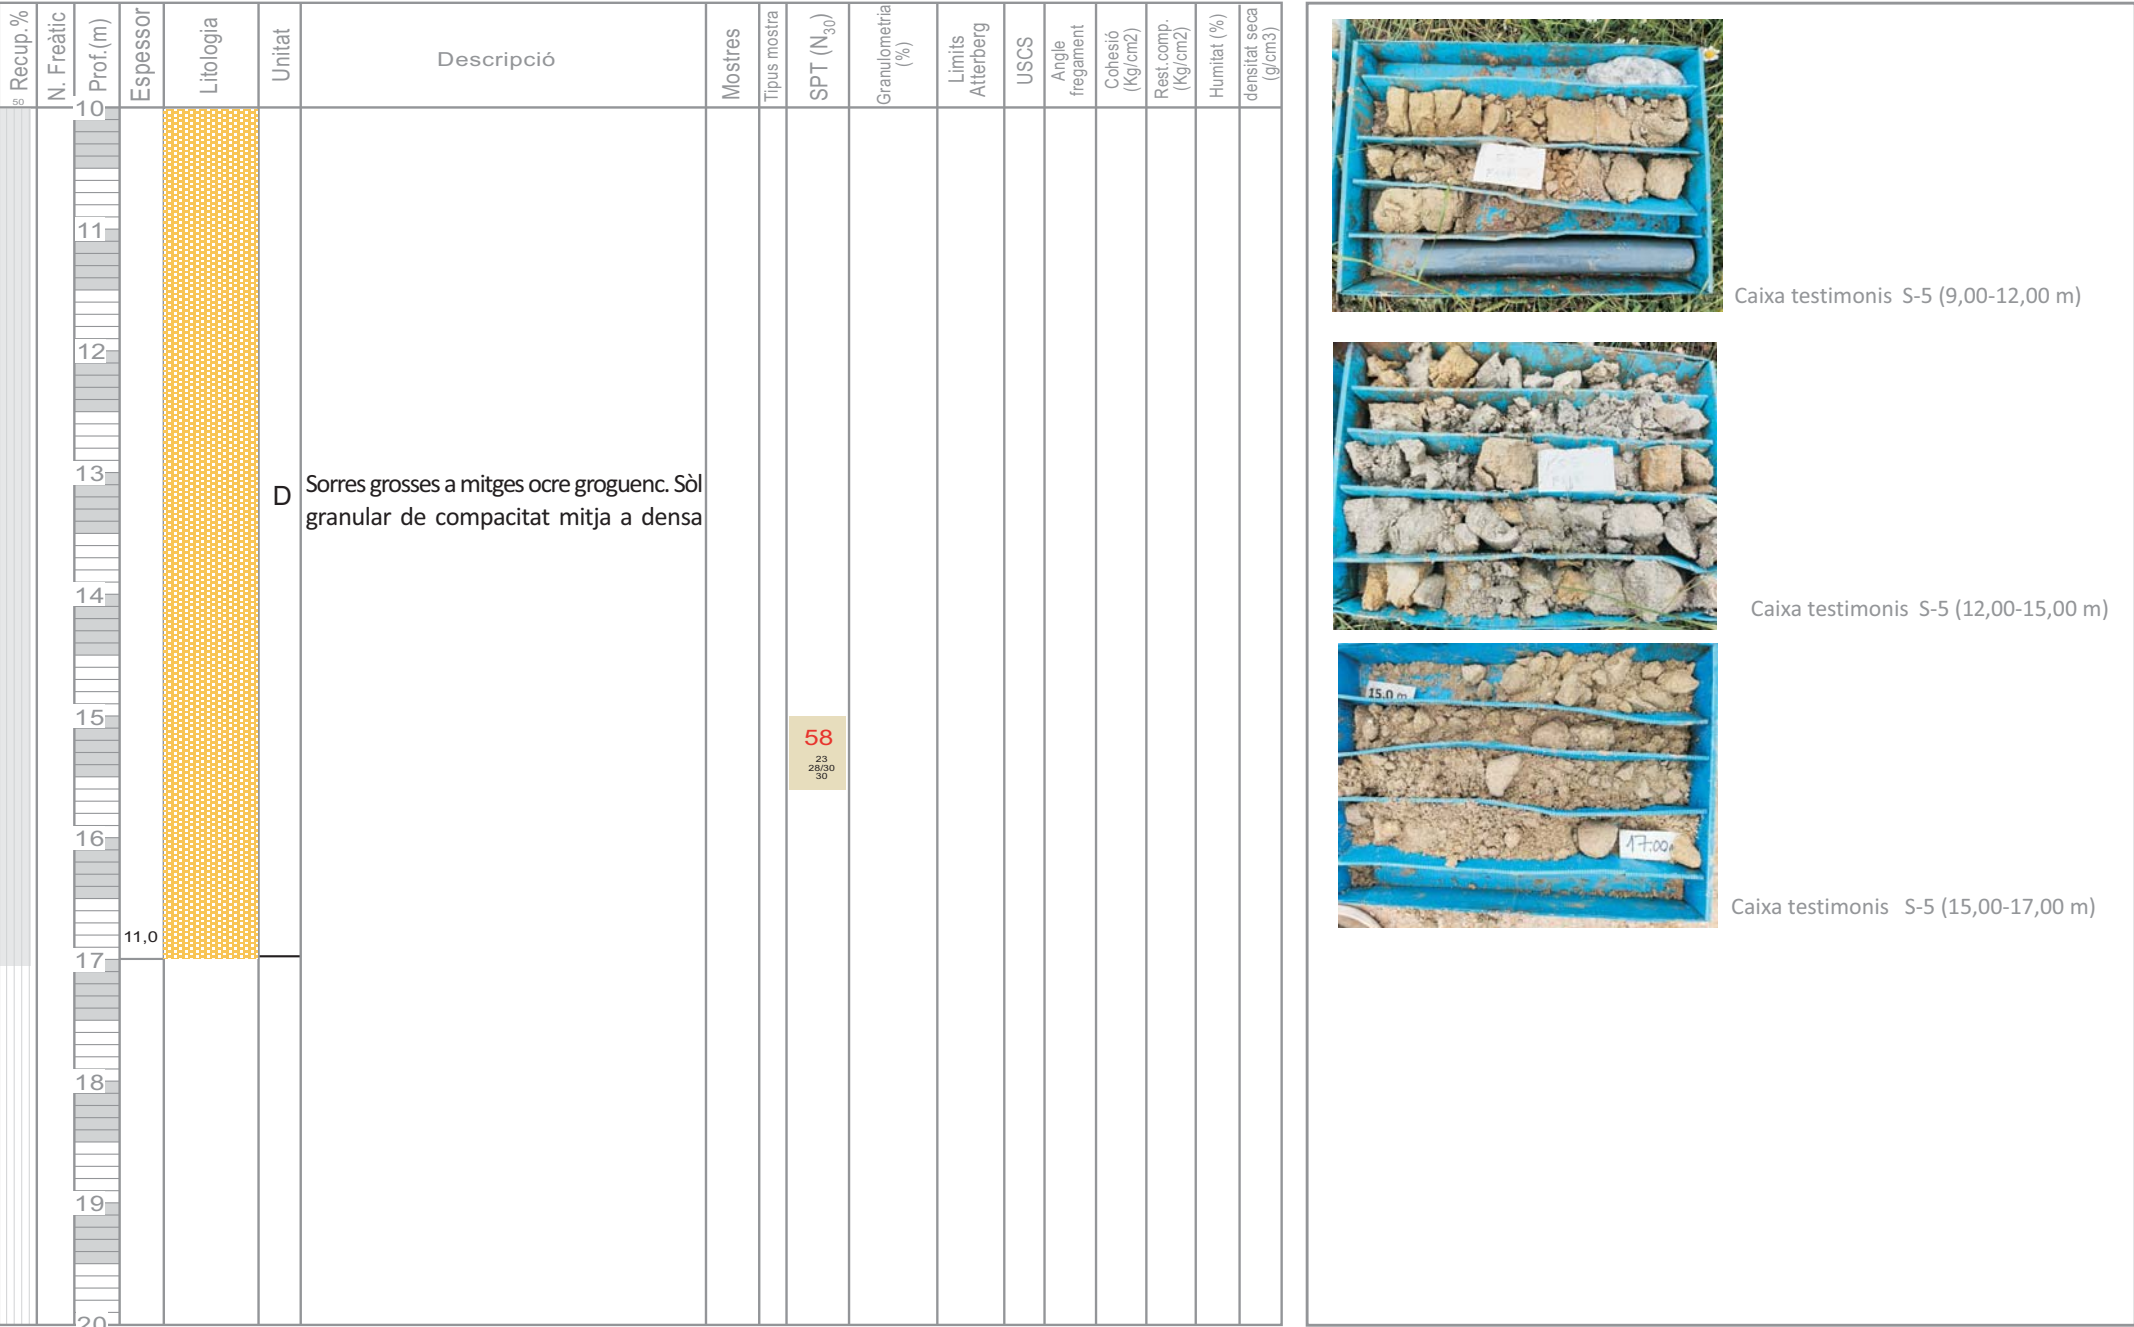 Recup.%
50
N. Freàtic
Prof.(m)
Espessor
Litologia
Unitat
Descripció
Mostres
Tipus mostra
SPT (N30)
Granulometria
(%)
Limits
Atterberg
USCS
Angle
fregament
Cohesió
(Kg/cm2)
Rest.comp.
(Kg/cm2)
Humitat (%)
densitat seca
(g/cm3)
10
11
12
13
14
15
16
17
18
19
20
11,0
D
Sorres grosses a mitges ocre groguenc. Sòl
granular de compacitat mitja a densa
58
23
28/30
30
Caixa testimonis S-5 (9,00-12,00 m)
Caixa testimonis S-5 (12,00-15,00 m)
15.0 m
17.00
Caixa testimonis S-5 (15,00-17,00 m)